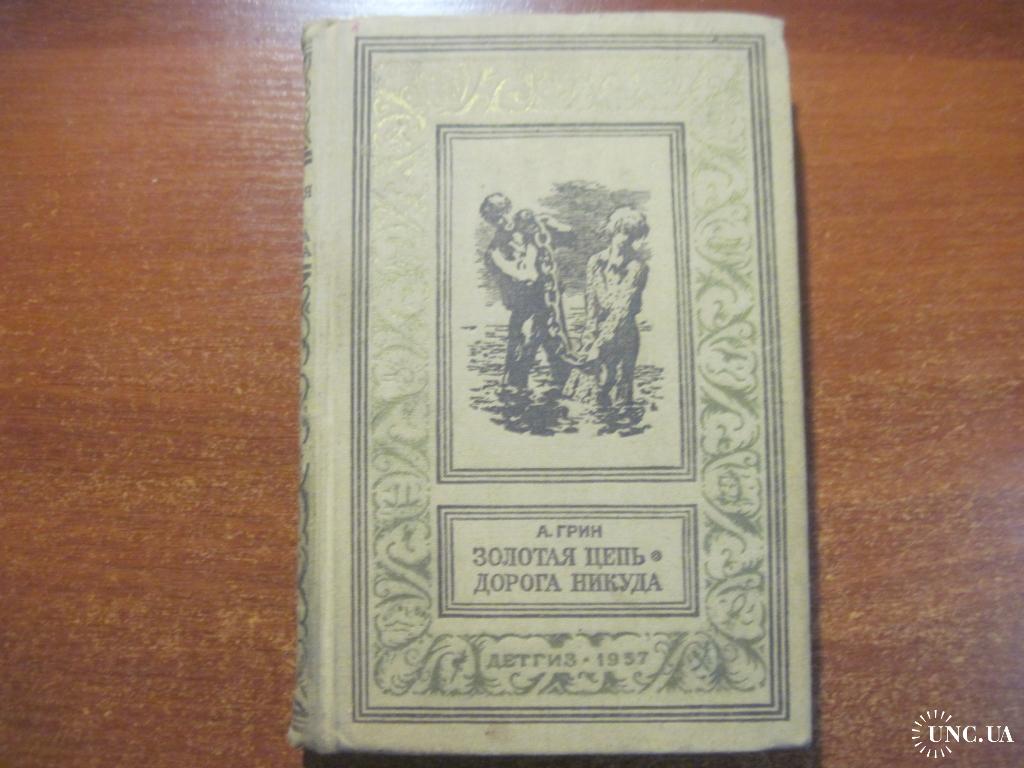 А. ГРИН
ЗОЛОТАЯ ЦЕПЬ •
ДОРОГА НИКУДА
ДЕТГИЗ • 1957
UNC.UA